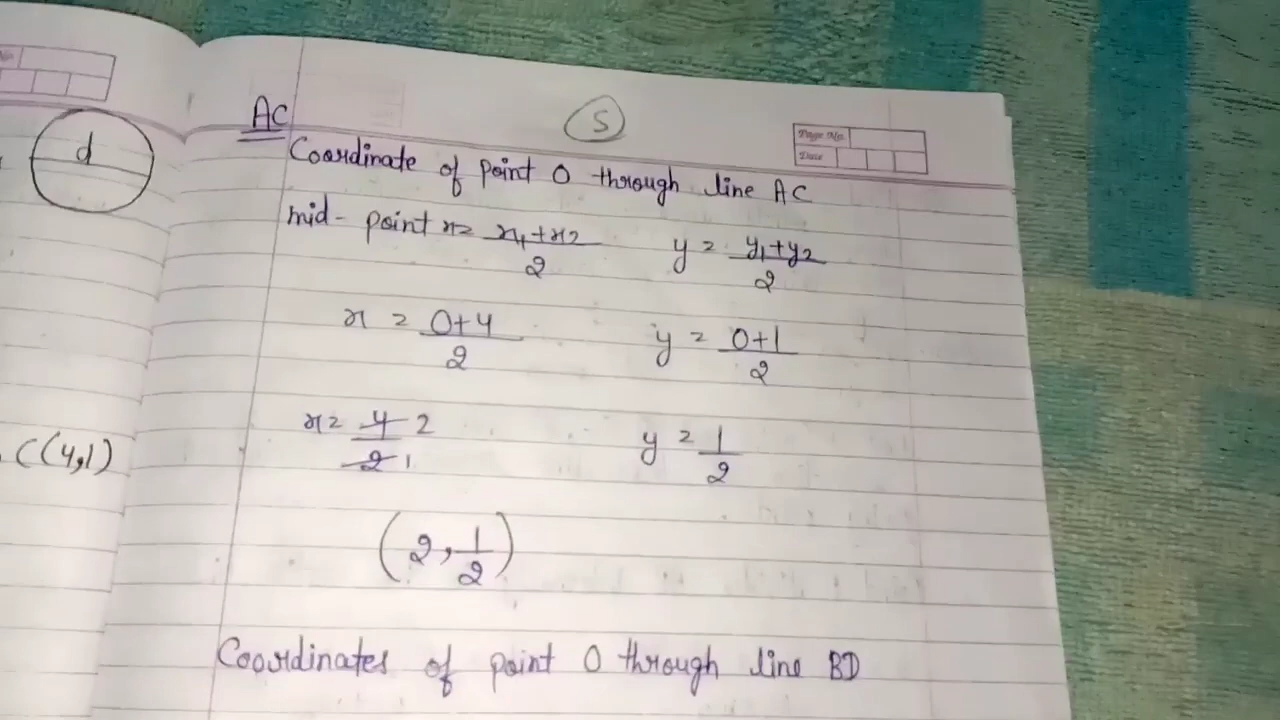 d
C(4,1)
AC
5
Page No.
Date
Coordinate of point O through line AC
mid-point x = x1+x2/2 y = y1+y2/2
x = 0+4/2 y = 0+1/2
x = 4/2 2/1 y = 1/2
(2, 1/2)
Coordinates of point O through line BD